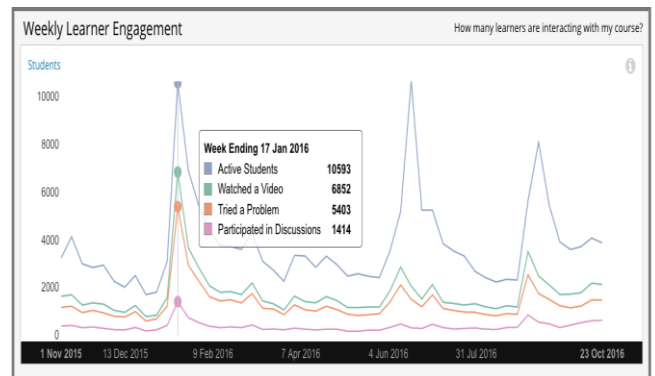 Weekly Learner Engagement
How many learners are interacting with my course?
Students
10000
8000
6000
4000
2000
0
Week Ending 17 Jan 2016
Active Students 10593
Watched a Video 6852
Tried a Problem 5403
Participated in Discussions 1414
1 Nov 2015 13 Dec 2015 9 Feb 2016 7 Apr 2016 4 Jun 2016 31 Jul 2016 23 Oct 2016